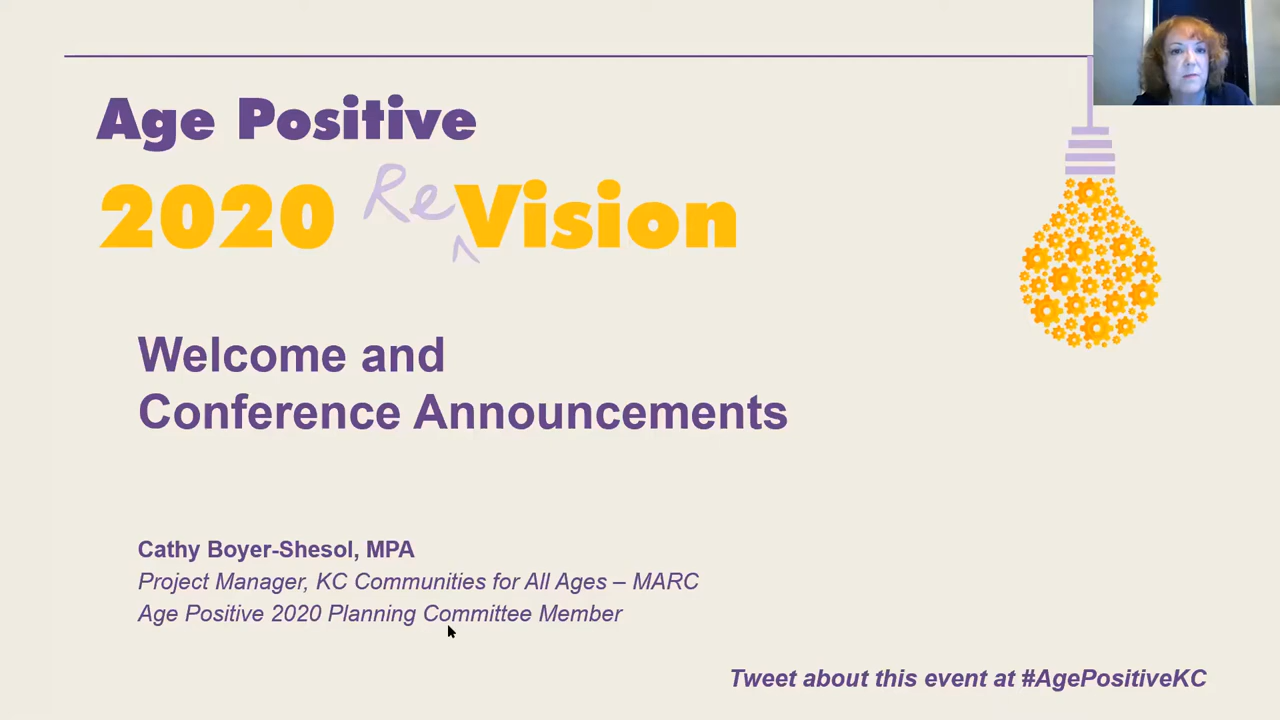 Age Positive
2020 ReVision
Welcome and
Conference Announcements
Cathy Boyer-Shesol, MPA
Project Manager, KC Communities for All Ages – MARC
Age Positive 2020 Planning Committee Member
Tweet about this event at #AgePositiveKC